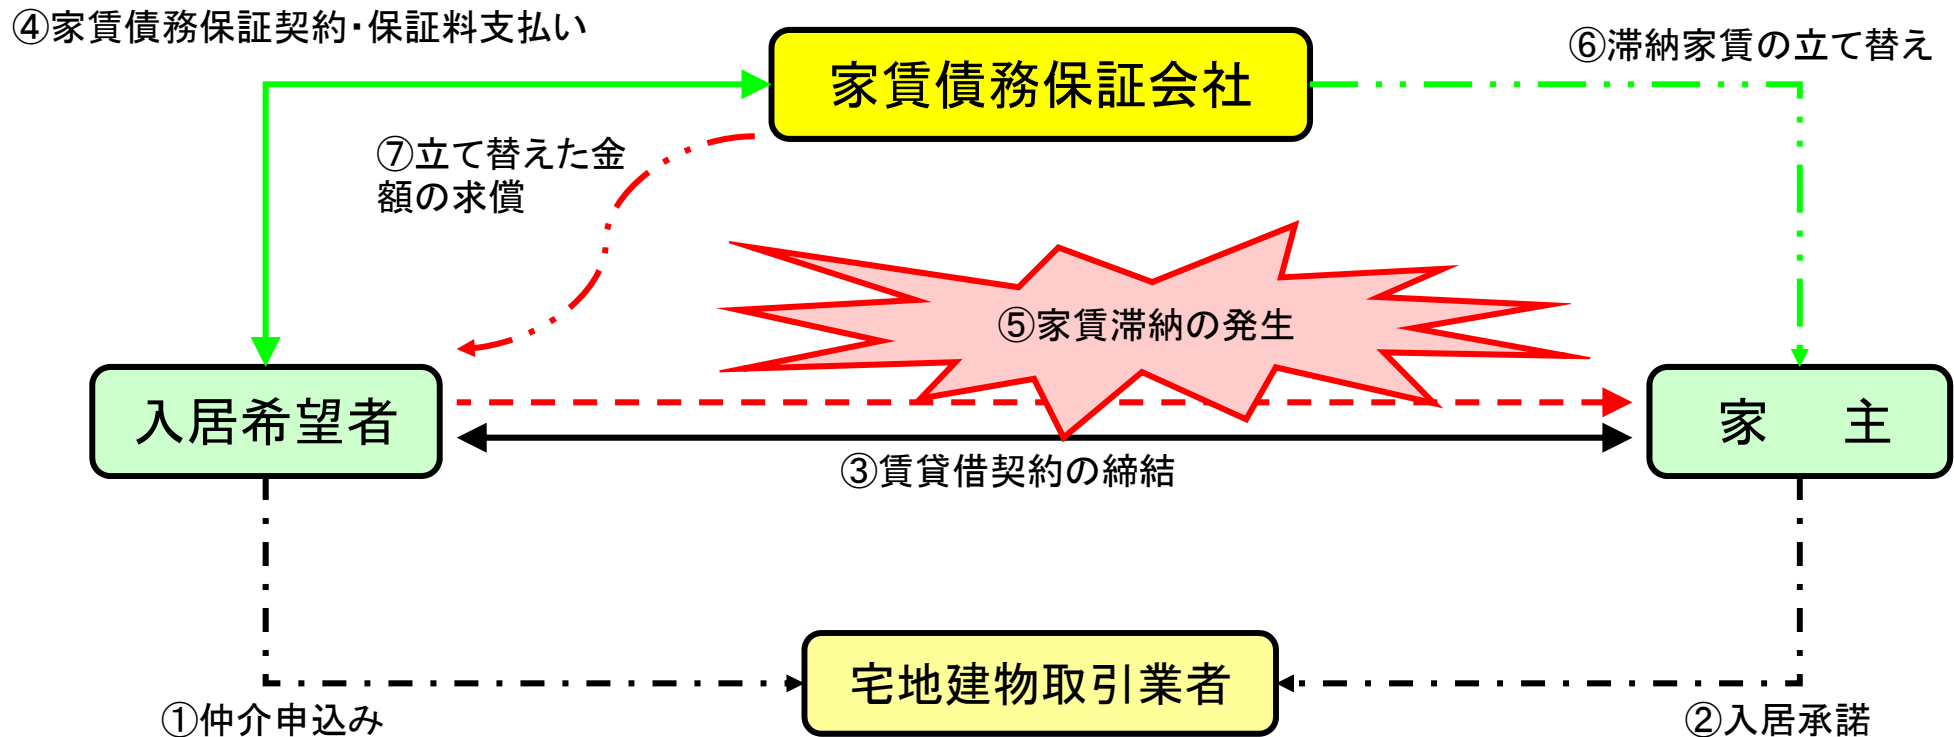 ④家賃債務保証契約・保証料支払い
家賃債務保証会社
⑥滞納家賃の立て替え
⑦立て替えた金
額の求償
⑤家賃滞納の発生
入居希望者
家　主
③賃貸借契約の締結
宅地建物取引業者
①仲介申込み
②入居承諾